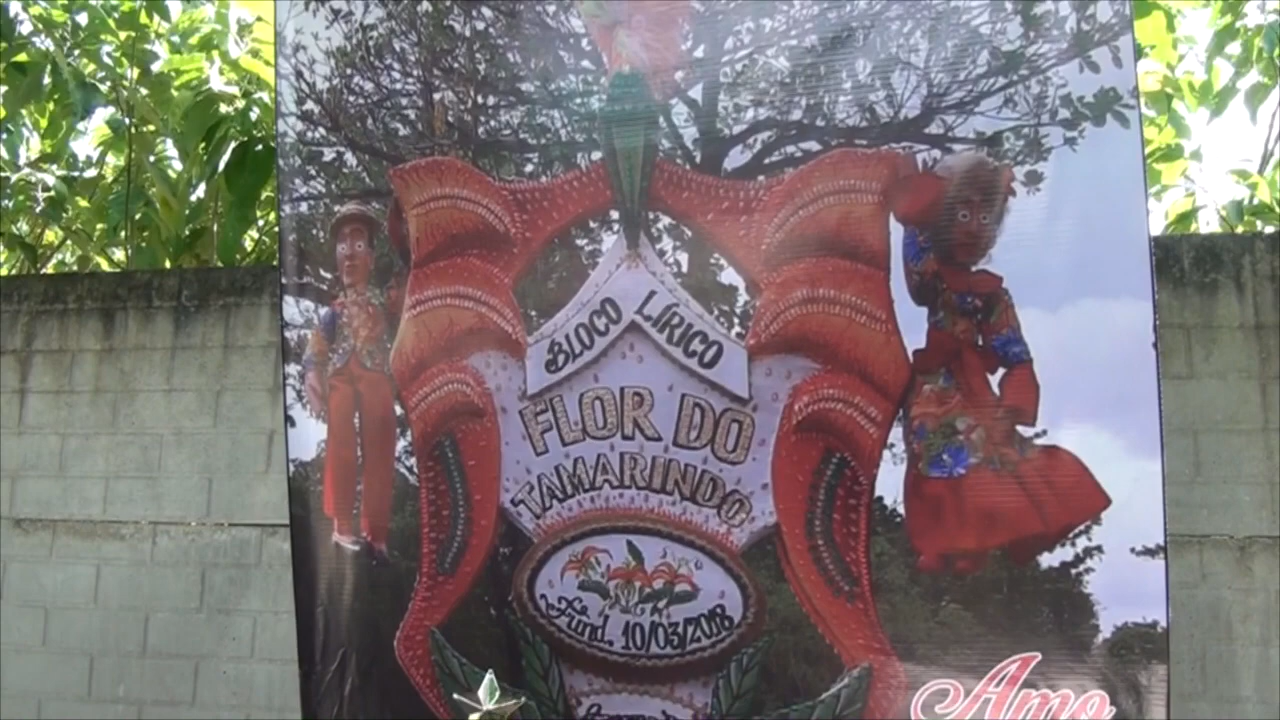 BLOCO LÍRICO
FLOR DO
TAMARINDO
Fund. 10/03/2018
Amo